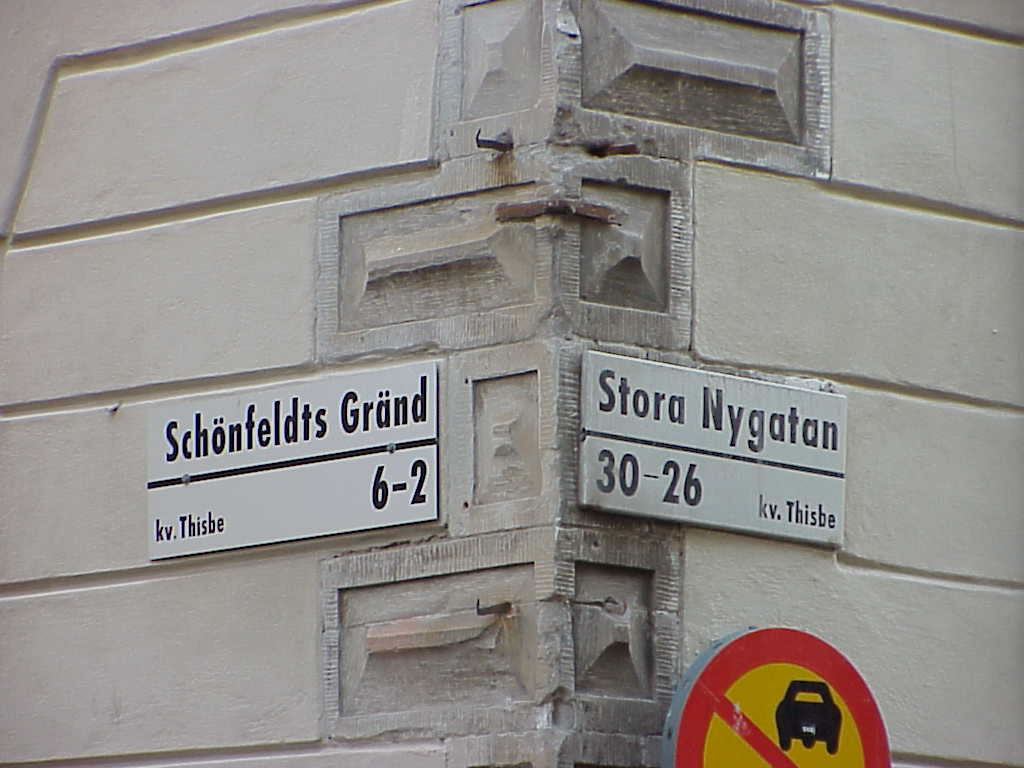 Schönfeldts Gränd
6-2
kv. Thisbe
Stora Nygatan
30-26
kv. Thisbe